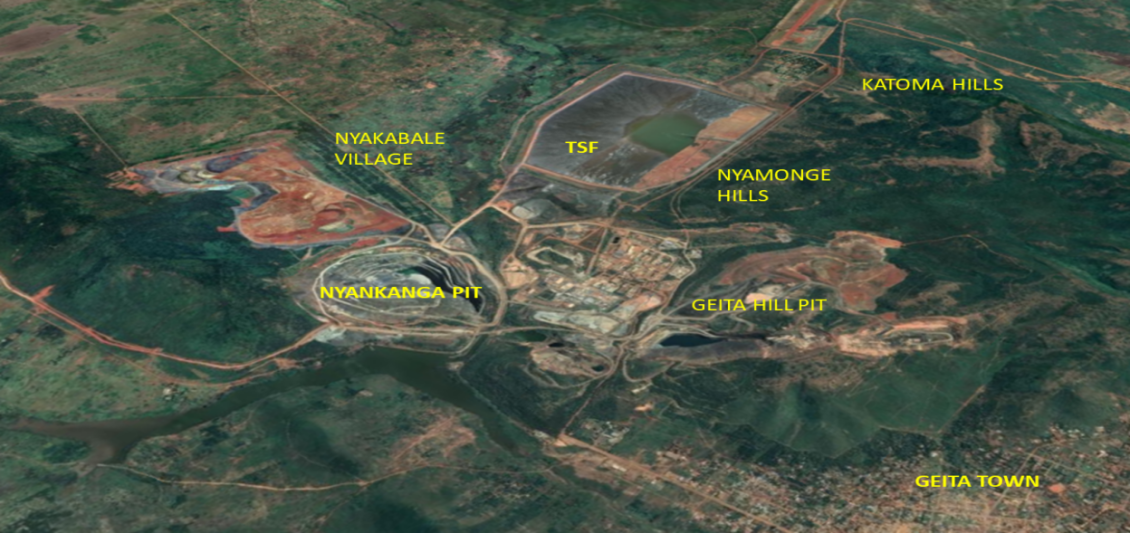 KATOMA HILLS
NYAKABALE
VILLAGE
TSF
NYAMONGE
HILLS
NYANKANGA PIT
GEITA HILL PIT
GEITA TOWN